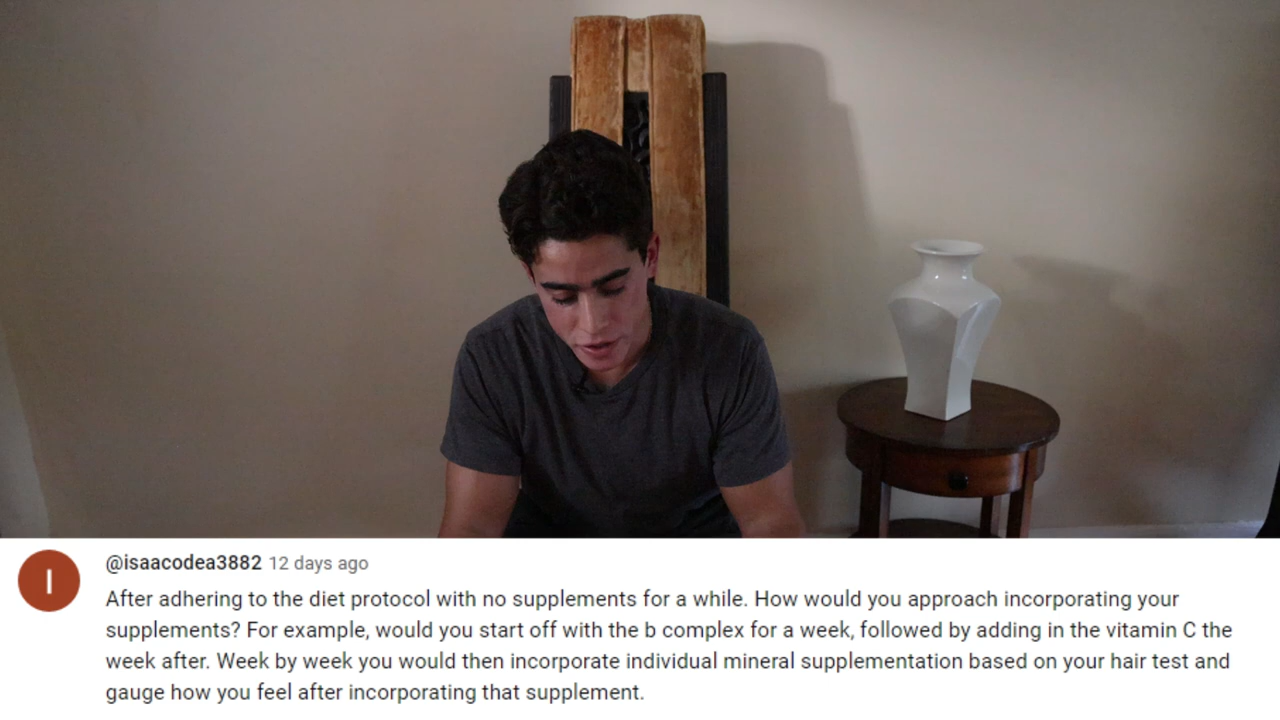 I
@isaacodea3882 12 days ago
After adhering to the diet protocol with no supplements for a while. How would you approach incorporating your
supplements? For example, would you start off with the b complex for a week, followed by adding in the vitamin C the
week after. Week by week you would then incorporate individual mineral supplementation based on your hair test and
gauge how you feel after incorporating that supplement.